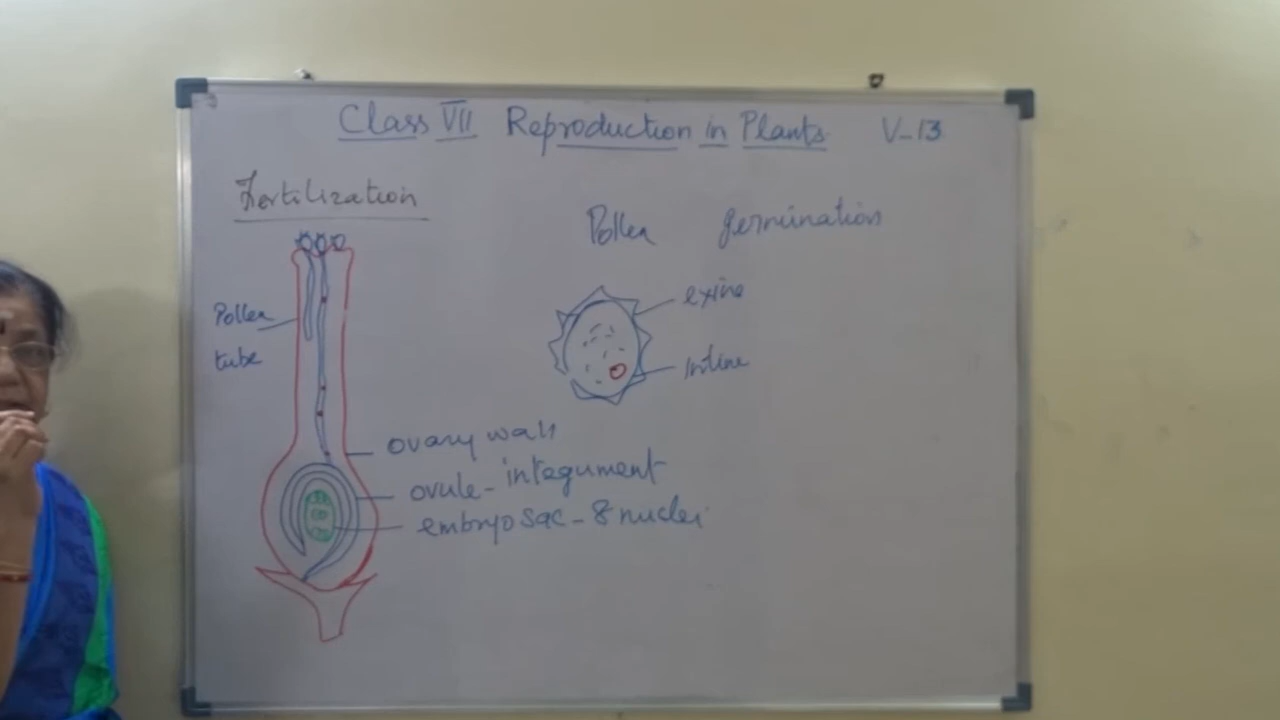 Class VII Reproduction in Plants V-13
Fertilization
Pollen germination
Pollen
tube
exine
Intine
ovary wall
ovule - integument
embryo sac - 8 nuclei